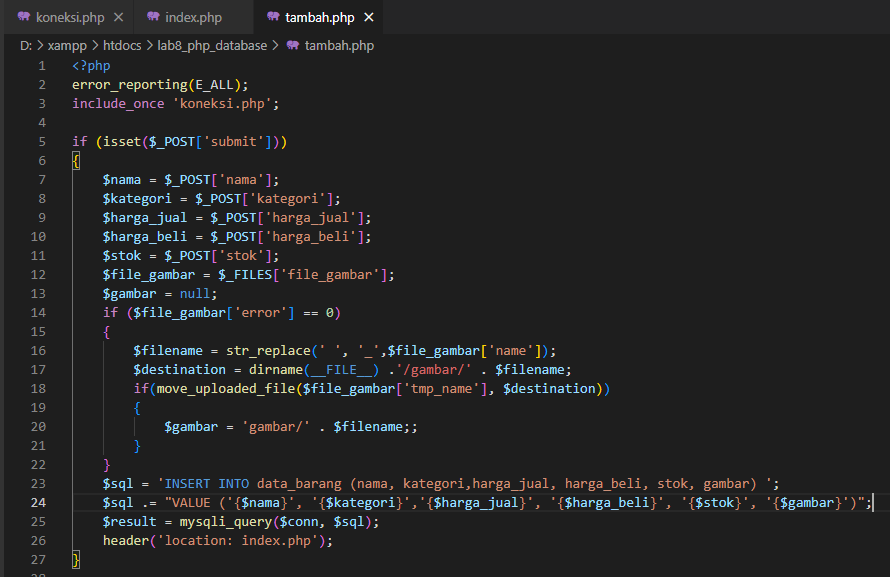 koneksi.php × index.php tambah.php ×
D: > xampp > htdocs > lab8_php_database > tambah.php
1 <?php
2 error_reporting(E_ALL);
3 include_once 'koneksi.php';
4
5 if (isset($_POST['submit']))
6 {
7 $nama = $_POST['nama'];
8 $kategori = $_POST['kategori'];
9 $harga_jual = $_POST['harga_jual'];
10 $harga_beli = $_POST['harga_beli'];
11 $stok = $_POST['stok'];
12 $file_gambar = $_FILES['file_gambar'];
13 $gambar = null;
14 if ($file_gambar['error'] == 0)
15 {
16 $filename = str_replace(' ', '_',$file_gambar['name']);
17 $destination = dirname(__FILE__) .'/gambar/' . $filename;
18 if(move_uploaded_file($file_gambar['tmp_name'], $destination))
19 {
20 $gambar = 'gambar/' . $filename;;
21 }
22 }
23 $sql = 'INSERT INTO data_barang (nama, kategori,harga_jual, harga_beli, stok, gambar) ';
24 $sql .= "VALUE ('{$nama}', '{$kategori}','{$harga_jual}', '{$harga_beli}', '{$stok}', '{$gambar}')";
25 $result = mysqli_query($conn, $sql);
26 header('location: index.php');
27 }
28